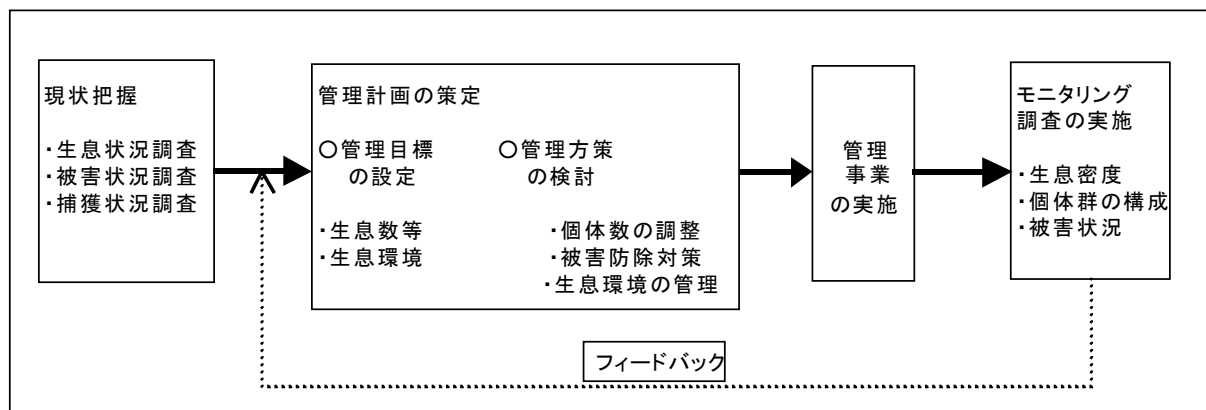 現状把握
・生息状況調査
・被害状況調査
・捕獲状況調査
管理計画の策定
○管理目標
の設定
・生息数等
・生息環境
○管理方策
の検討
・個体数の調整
・被害防除対策
・生息環境の管理
管理
事業
の実施
モニタリング
調査の実施
・生息密度
・個体群の構成
・被害状況
フィードバック